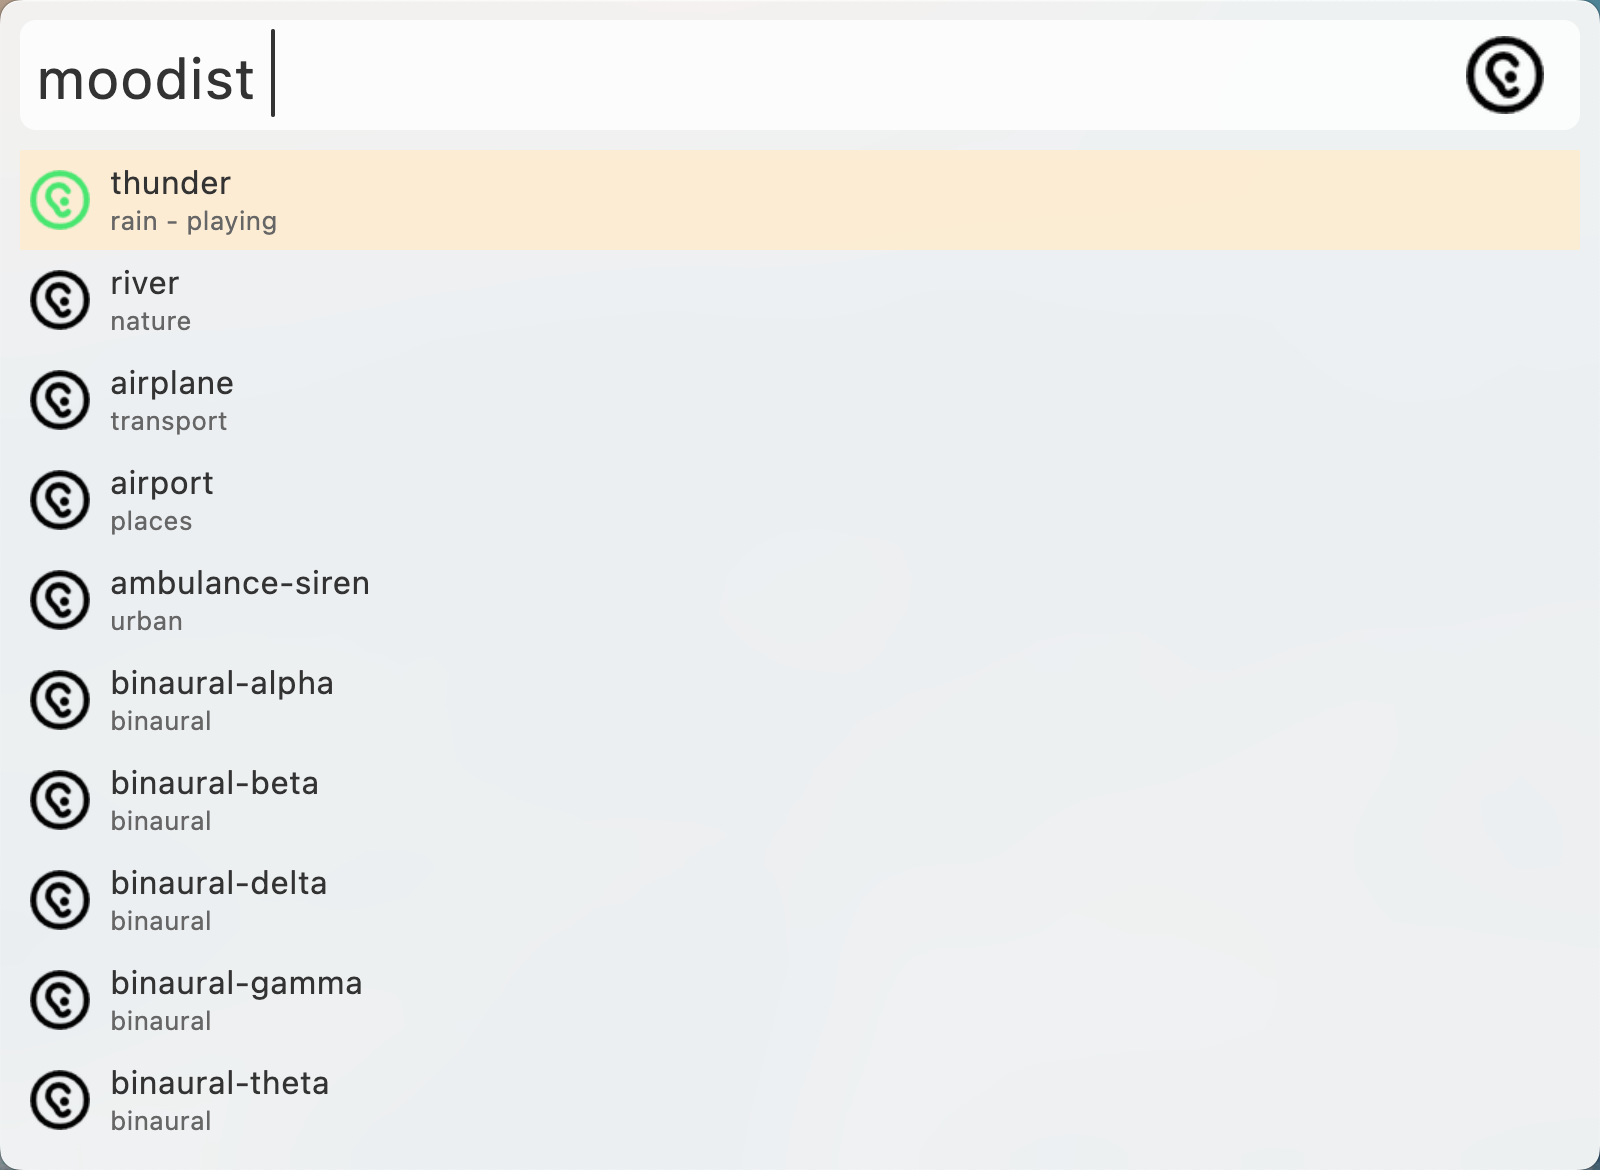 moodist
thunder
rain - playing
river
nature
airplane
transport
airport
places
ambulance-siren
urban
binaural-alpha
binaural
binaural-beta
binaural
binaural-delta
binaural
binaural-gamma
binaural
binaural-theta
binaural